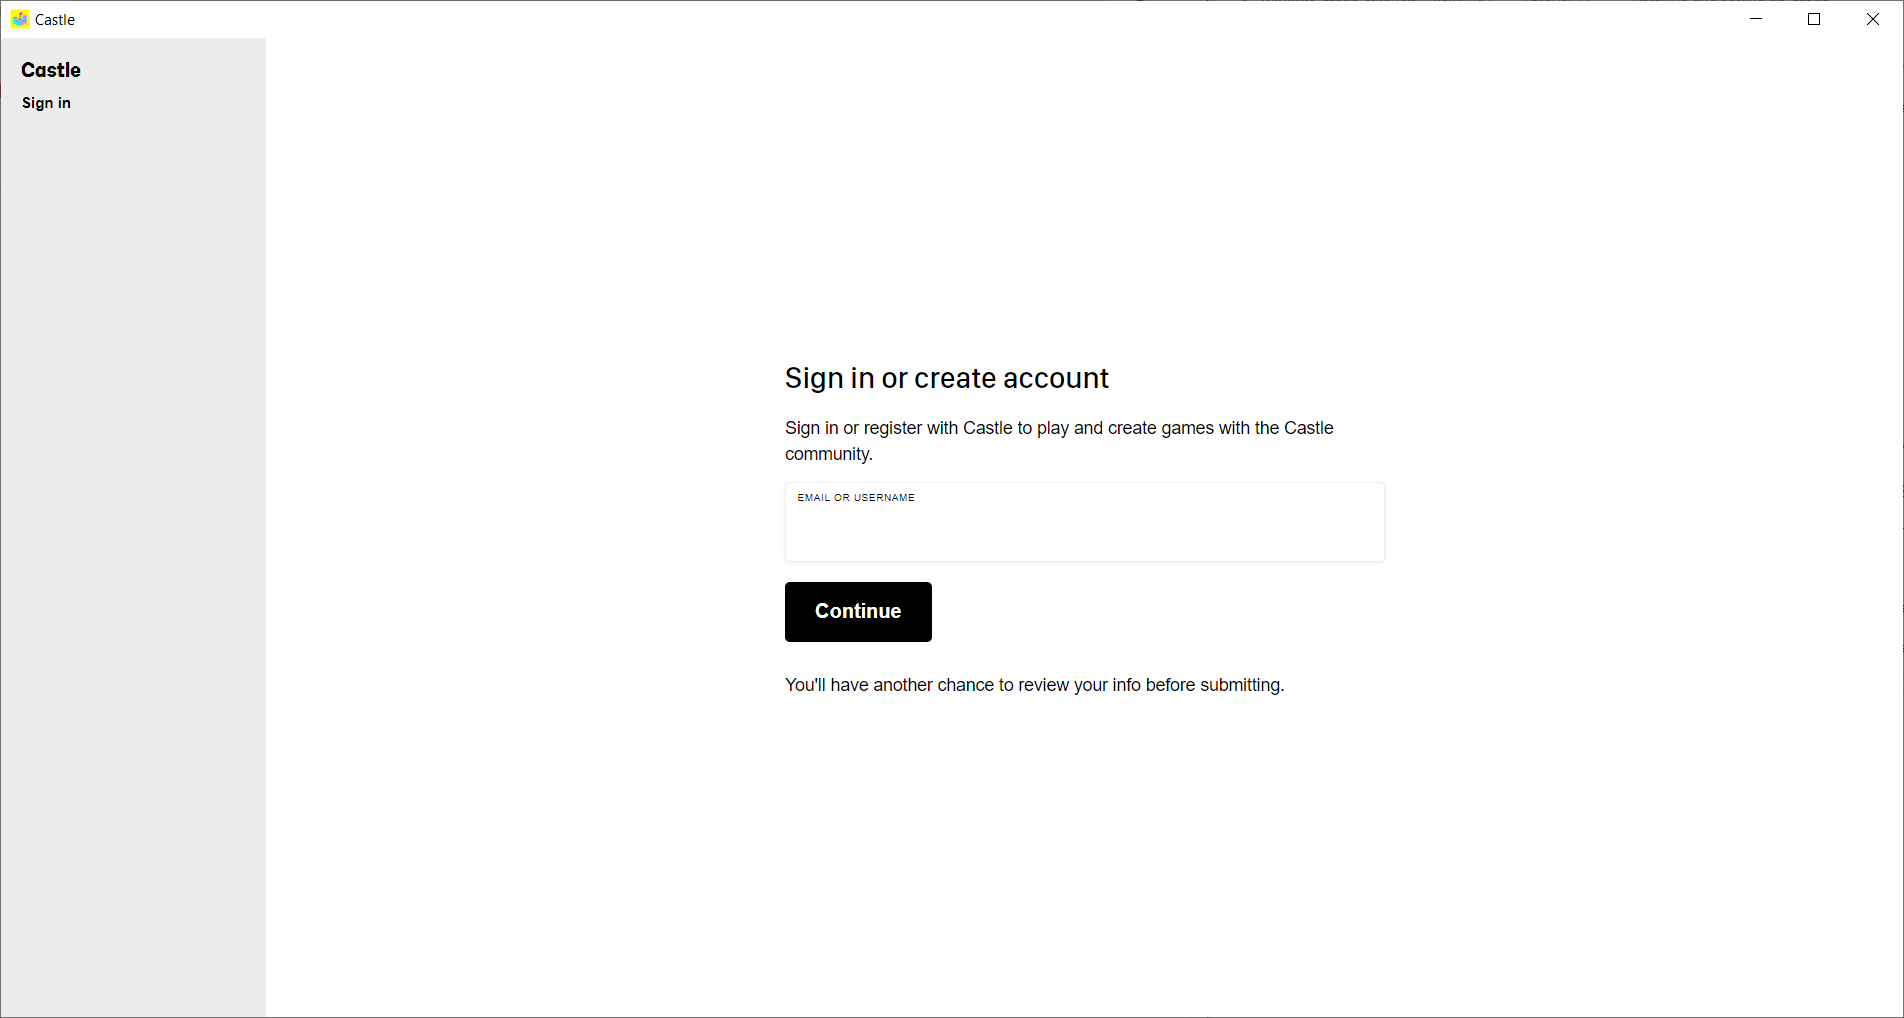 Castle
Castle
Sign in
Sign in or create account
Sign in or register with Castle to play and create games with the Castle
community.
EMAIL OR USERNAME
Continue
You'll have another chance to review your info before submitting.